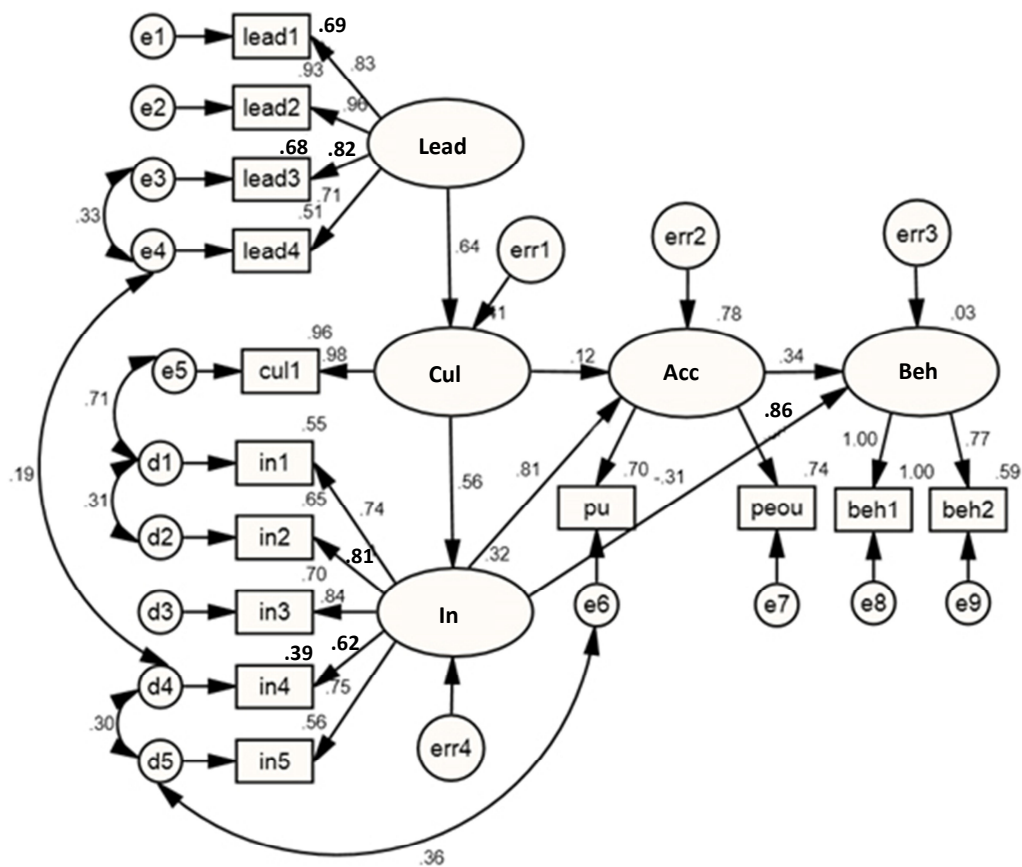 e1 lead1 .69
.93 .83
e2 lead2 .96
.68 .82
e3 lead3 Lead
.71
.33 .51
e4 lead4
.64 err1 err2 err3
.41 .78 .03
.96
.98
e5 cul1 Cul .12 Acc .34 Beh
.71 .86
.55 1.00 .77
d1 in1 .56 .81 .70 -.31 .74 1.00 .59
.19
.31 .65 .74 pu peou beh1 beh2
d2 in2 .81 .32
.70 .84
d3 in3 In e6 e7 e8 e9
.39 .62
d4 in4 .75
.30 .56 err4
d5 in5
.36